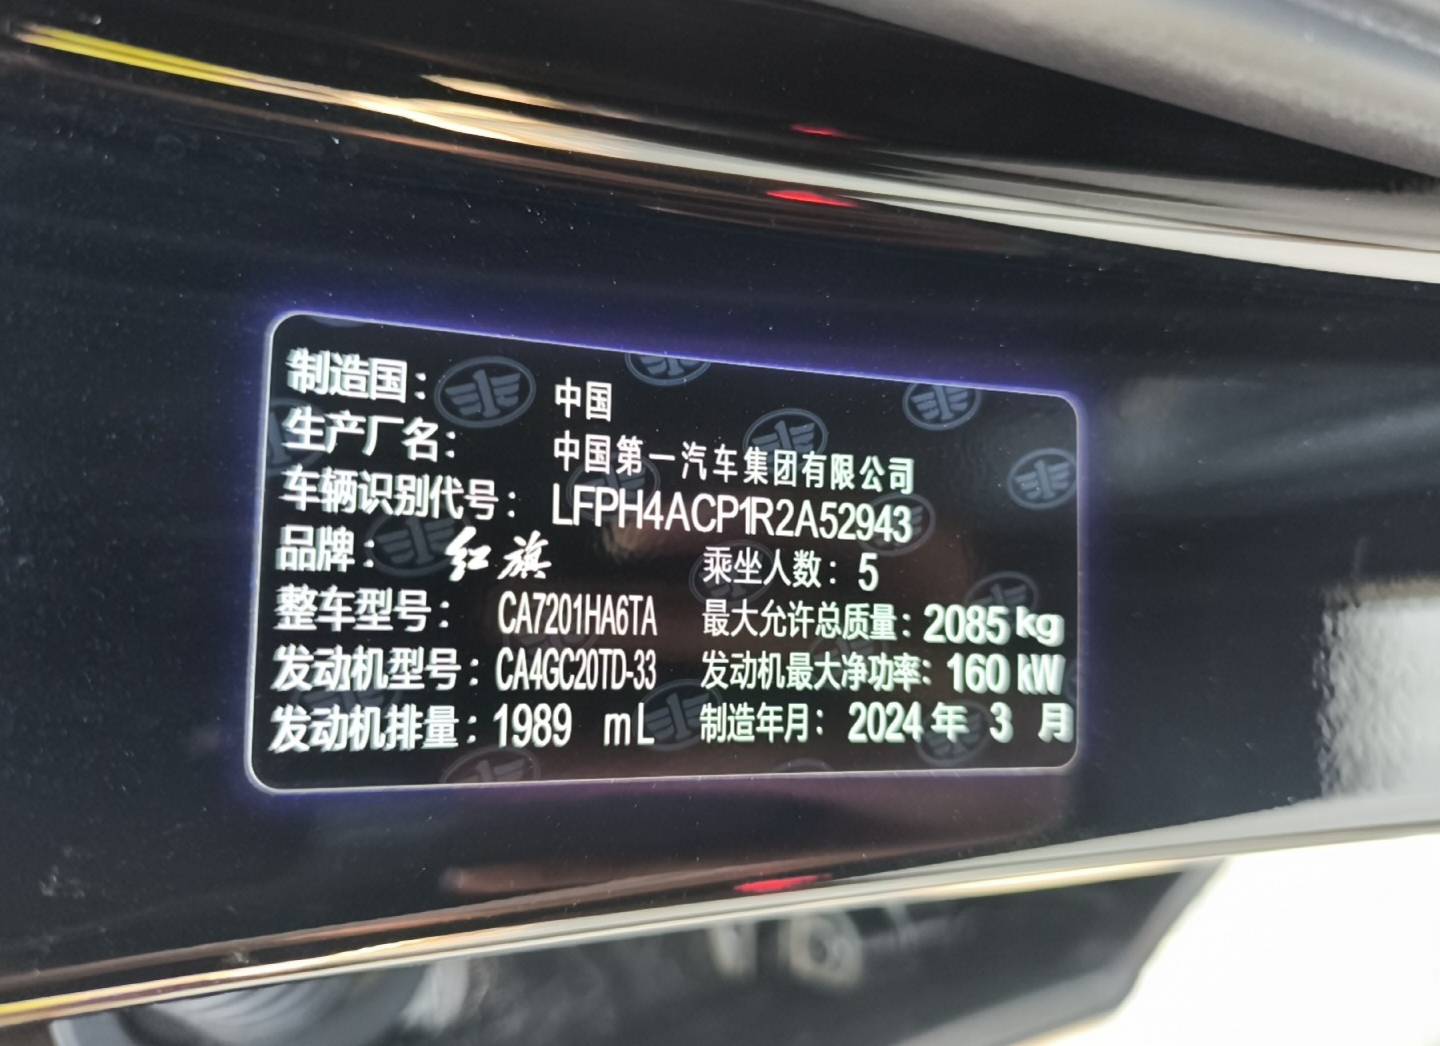 制造国： 中国
生产厂名： 中国第一汽车集团有限公司
车辆识别代号： LFPH4ACP1R2A52943
品牌： 红旗 乘坐人数：5
整车型号： CA7201HA6TA 最大允许总质量：2085 kg
发动机型号：CA4GC20TD-33 发动机最大净功率：160 kW
发动机排量：1989 mL 制造年月： 2024 年 3 月